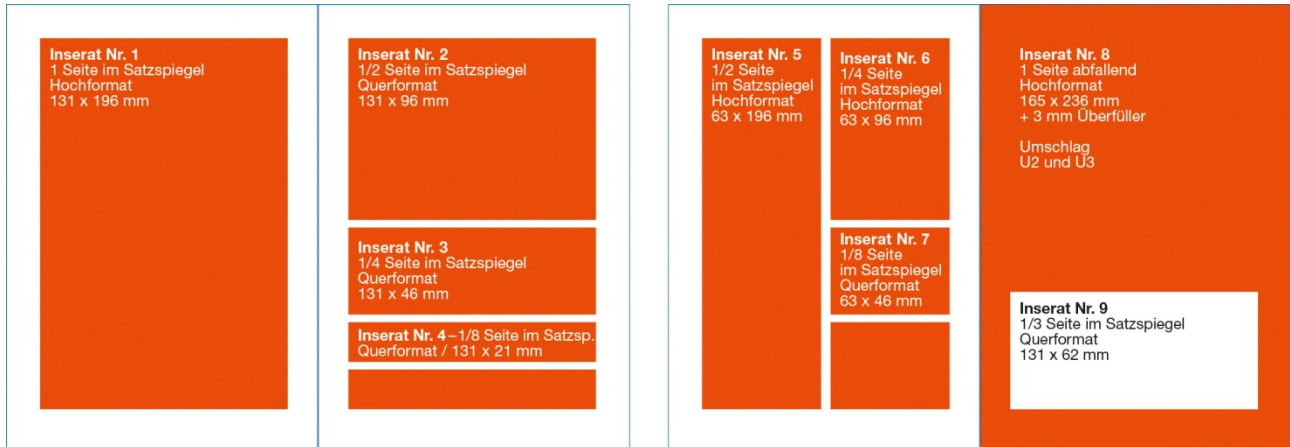 Inserat Nr. 1
1 Seite im Satzspiegel
Hochformat
131 x 196 mm
Inserat Nr. 2
1/2 Seite im Satzspiegel
Querformat
131 x 96 mm
Inserat Nr. 3
1/4 Seite im Satzspiegel
Querformat
131 x 46 mm
Inserat Nr. 4 – 1/8 Seite im Satzsp.
Querformat / 131 x 21 mm
Inserat Nr. 5
1/2 Seite
im Satzspiegel
Hochformat
63 x 196 mm
Inserat Nr. 6
1/4 Seite
im Satzspiegel
Hochformat
63 x 96 mm
Inserat Nr. 7
1/8 Seite
im Satzspiegel
Querformat
63 x 46 mm
Inserat Nr. 8
1 Seite abfallend
Hochformat
165 x 236 mm
+ 3 mm Überfüller
Umschlag
U2 und U3
Inserat Nr. 9
1/3 Seite im Satzspiegel
Querformat
131 x 62 mm